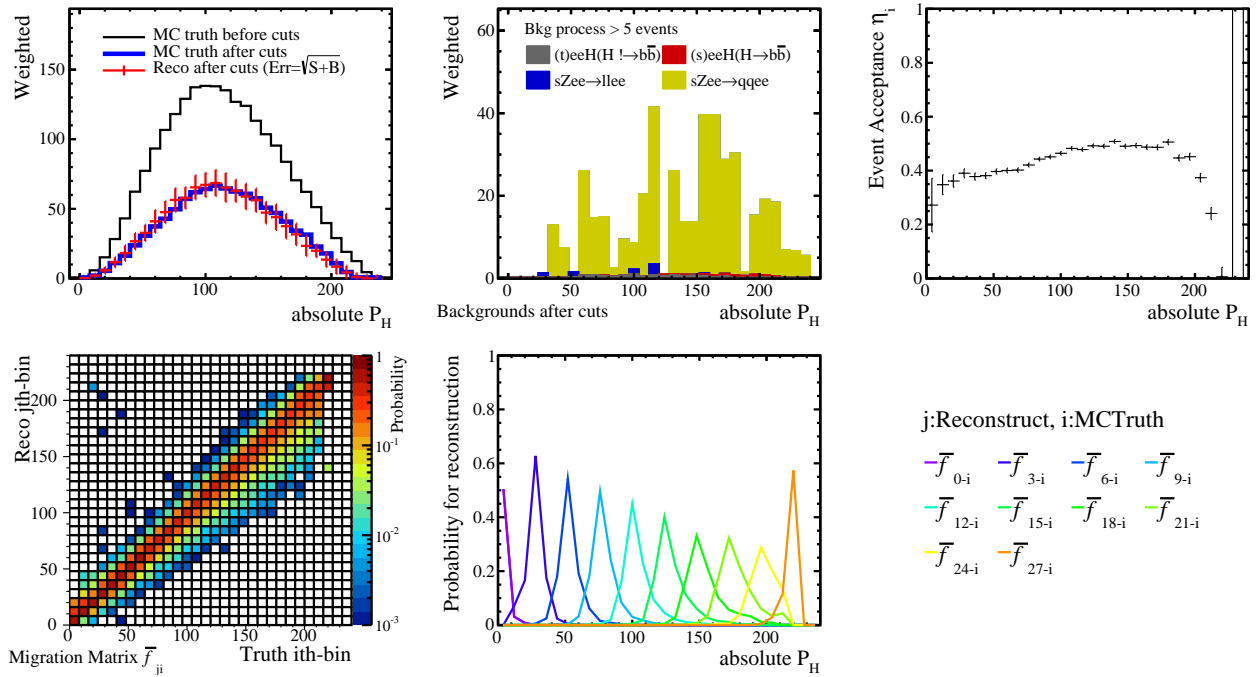 MC truth before cuts
MC truth after cuts
Reco after cuts (Err=√S+B)
Weighted
150
100
50
0
0 100 200
absolute P_H
Bkg process > 5 events
(t)eeH(H !→bb̅) (s)eeH(H→bb̅)
sZee→llee sZee→qqee
Weighted
60
40
20
0
0 50 100 150 200
Backgrounds after cuts absolute P_H
Event Acceptance η_i
1
0.8
0.6
0.4
0.2
0
0 50 100 150 200
absolute P_H
Reco jth-bin
200
150
100
50
0
0 50 100 150 200
Migration Matrix f̅_ji Truth ith-bin
Probability
1
10^-1
10^-2
10^-3
Probability for reconstruction
1
0.8
0.6
0.4
0.2
0
0 50 100 150 200
absolute P_H
j:Reconstruct, i:MCTruth
f̅_0-i f̅_3-i f̅_6-i f̅_9-i
f̅_12-i f̅_15-i f̅_18-i f̅_21-i
f̅_24-i f̅_27-i